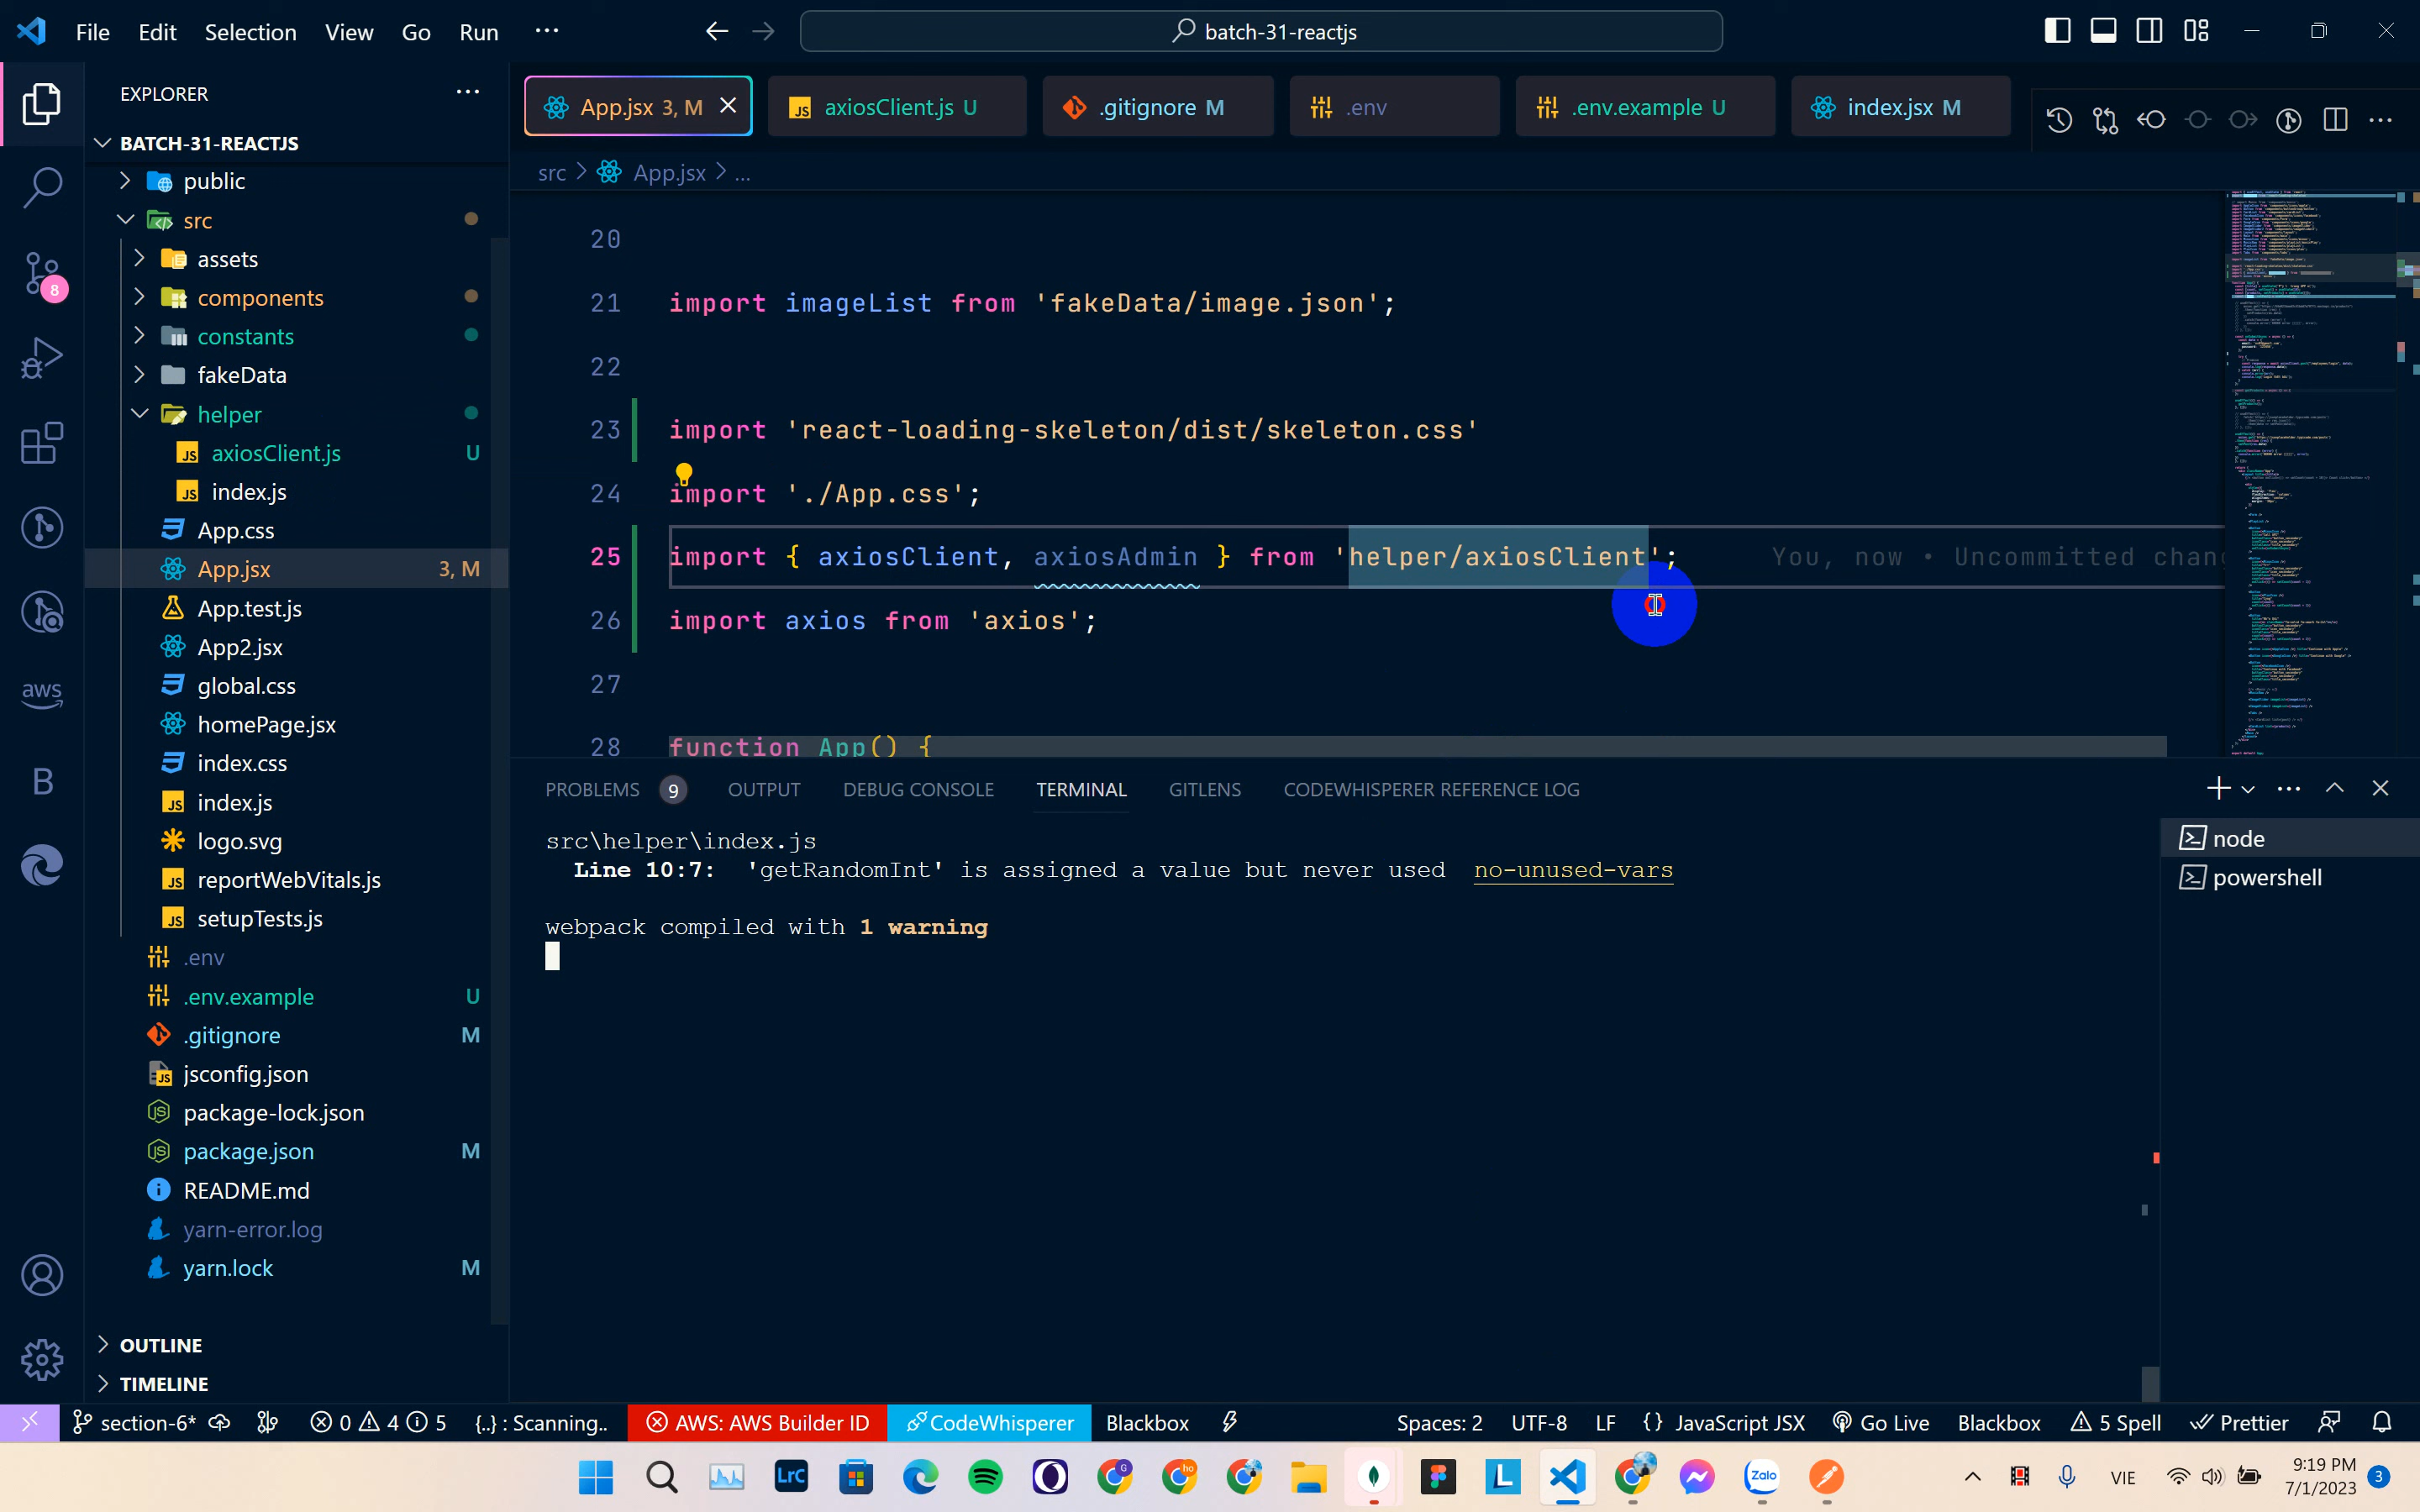 File Edit Selection View Go Run ···
batch-31-reactjs
EXPLORER
BATCH-31-REACTJS
public
src
assets
components
constants
fakeData
helper
axiosClient.js U
index.js
App.css
App.jsx 3, M
App.test.js
App2.jsx
global.css
homePage.jsx
index.css
index.js
logo.svg
reportWebVitals.js
setupTests.js
.env
.env.example U
.gitignore M
jsconfig.json
package-lock.json
package.json M
README.md
yarn-error.log
yarn.lock M
OUTLINE
TIMELINE
8
aws
B
App.jsx 3, M
axiosClient.js U
.gitignore M
.env
.env.example U
index.jsx M
src > App.jsx > ...
20
21 import imageList from 'fakeData/image.json';
22
23 import 'react-loading-skeleton/dist/skeleton.css'
24 import './App.css';
25 import { axiosClient, axiosAdmin } from 'helper/axiosClient'; You, now • Uncommitted chang
26 import axios from 'axios';
27
28 function App() {
PROBLEMS 9 OUTPUT DEBUG CONSOLE TERMINAL GITLENS CODEWHISPERER REFERENCE LOG
src\helper\index.js
Line 10:7: 'getRandomInt' is assigned a value but never used no-unused-vars
webpack compiled with 1 warning
node
powershell
section-6* 0 4 5 {..} : Scanning.. AWS: AWS Builder ID CodeWhisperer Blackbox Spaces: 2 UTF-8 LF {} JavaScript JSX Go Live Blackbox 5 Spell Prettier
LrC
G
ho
L
Zalo
VIE
9:19 PM
7/1/2023
3